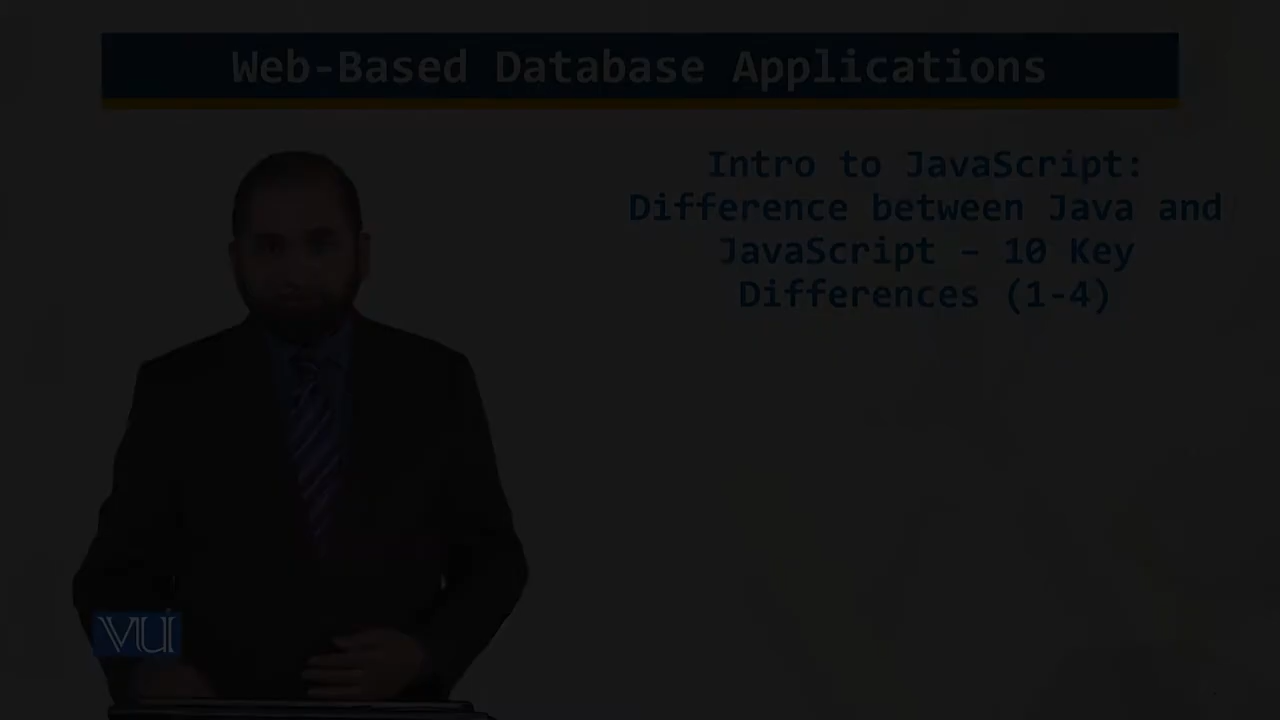 Web-Based Database Applications
Intro to JavaScript:
Difference between Java and
JavaScript – 10 Key
Differences (1-4)
VU